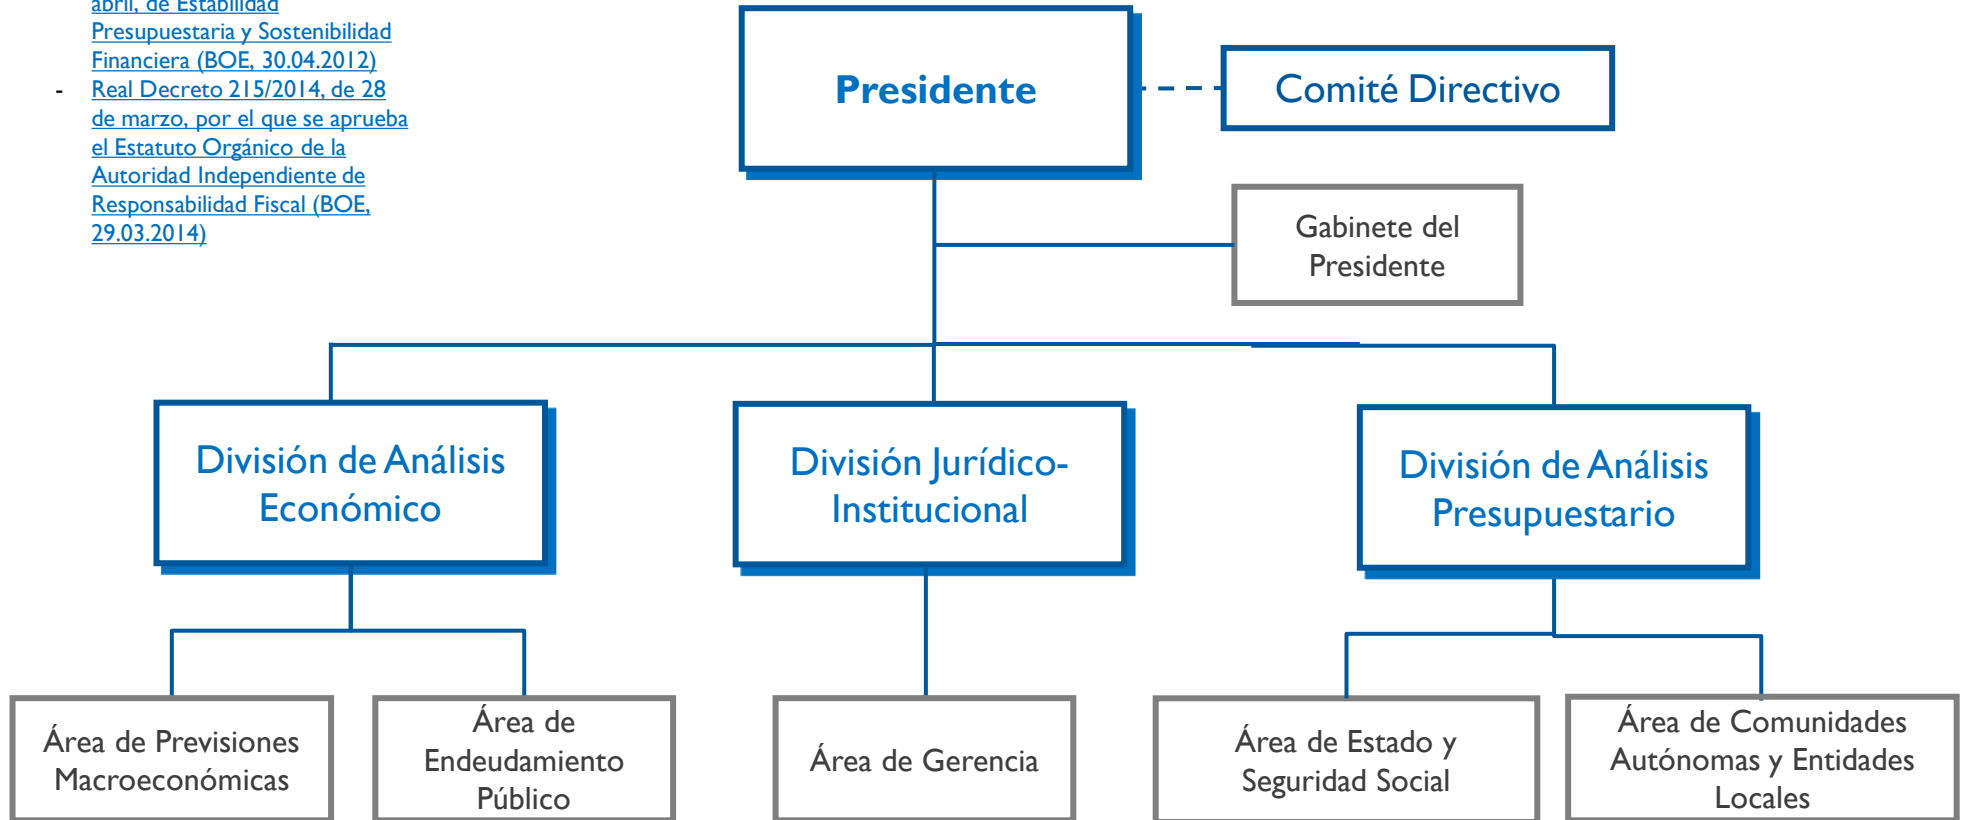 abril, de Estabilidad
Presupuestaria y Sostenibilidad
Financiera (BOE, 30.04.2012)
- Real Decreto 215/2014, de 28
de marzo, por el que se aprueba
el Estatuto Orgánico de la
Autoridad Independiente de
Responsabilidad Fiscal (BOE,
29.03.2014)
Presidente
Comité Directivo
Gabinete del
Presidente
División de Análisis
Económico
División Jurídico-
Institucional
División de Análisis
Presupuestario
Área de Previsiones
Macroeconómicas
Área de
Endeudamiento
Público
Área de Gerencia
Área de Estado y
Seguridad Social
Área de Comunidades
Autónomas y Entidades
Locales